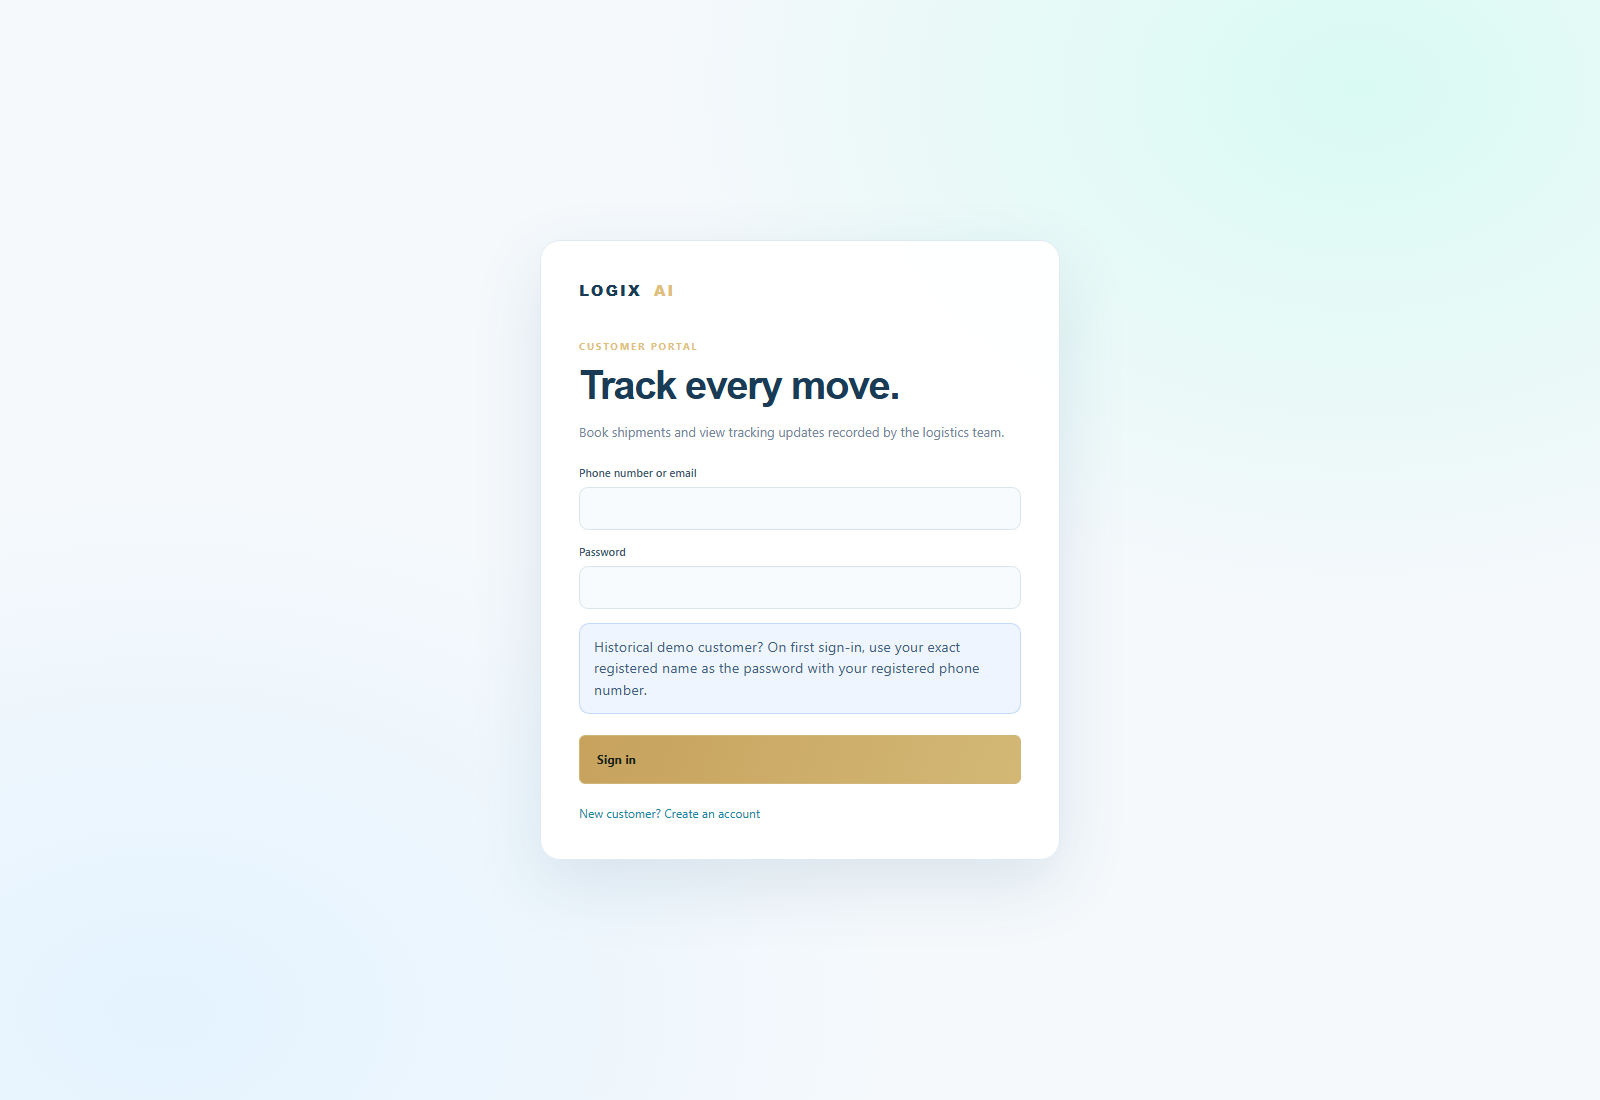 LOGIX AI
CUSTOMER PORTAL
Track every move.
Book shipments and view tracking updates recorded by the logistics team.
Phone number or email
Password
Historical demo customer? On first sign-in, use your exact
registered name as the password with your registered phone
number.
Sign in
New customer? Create an account